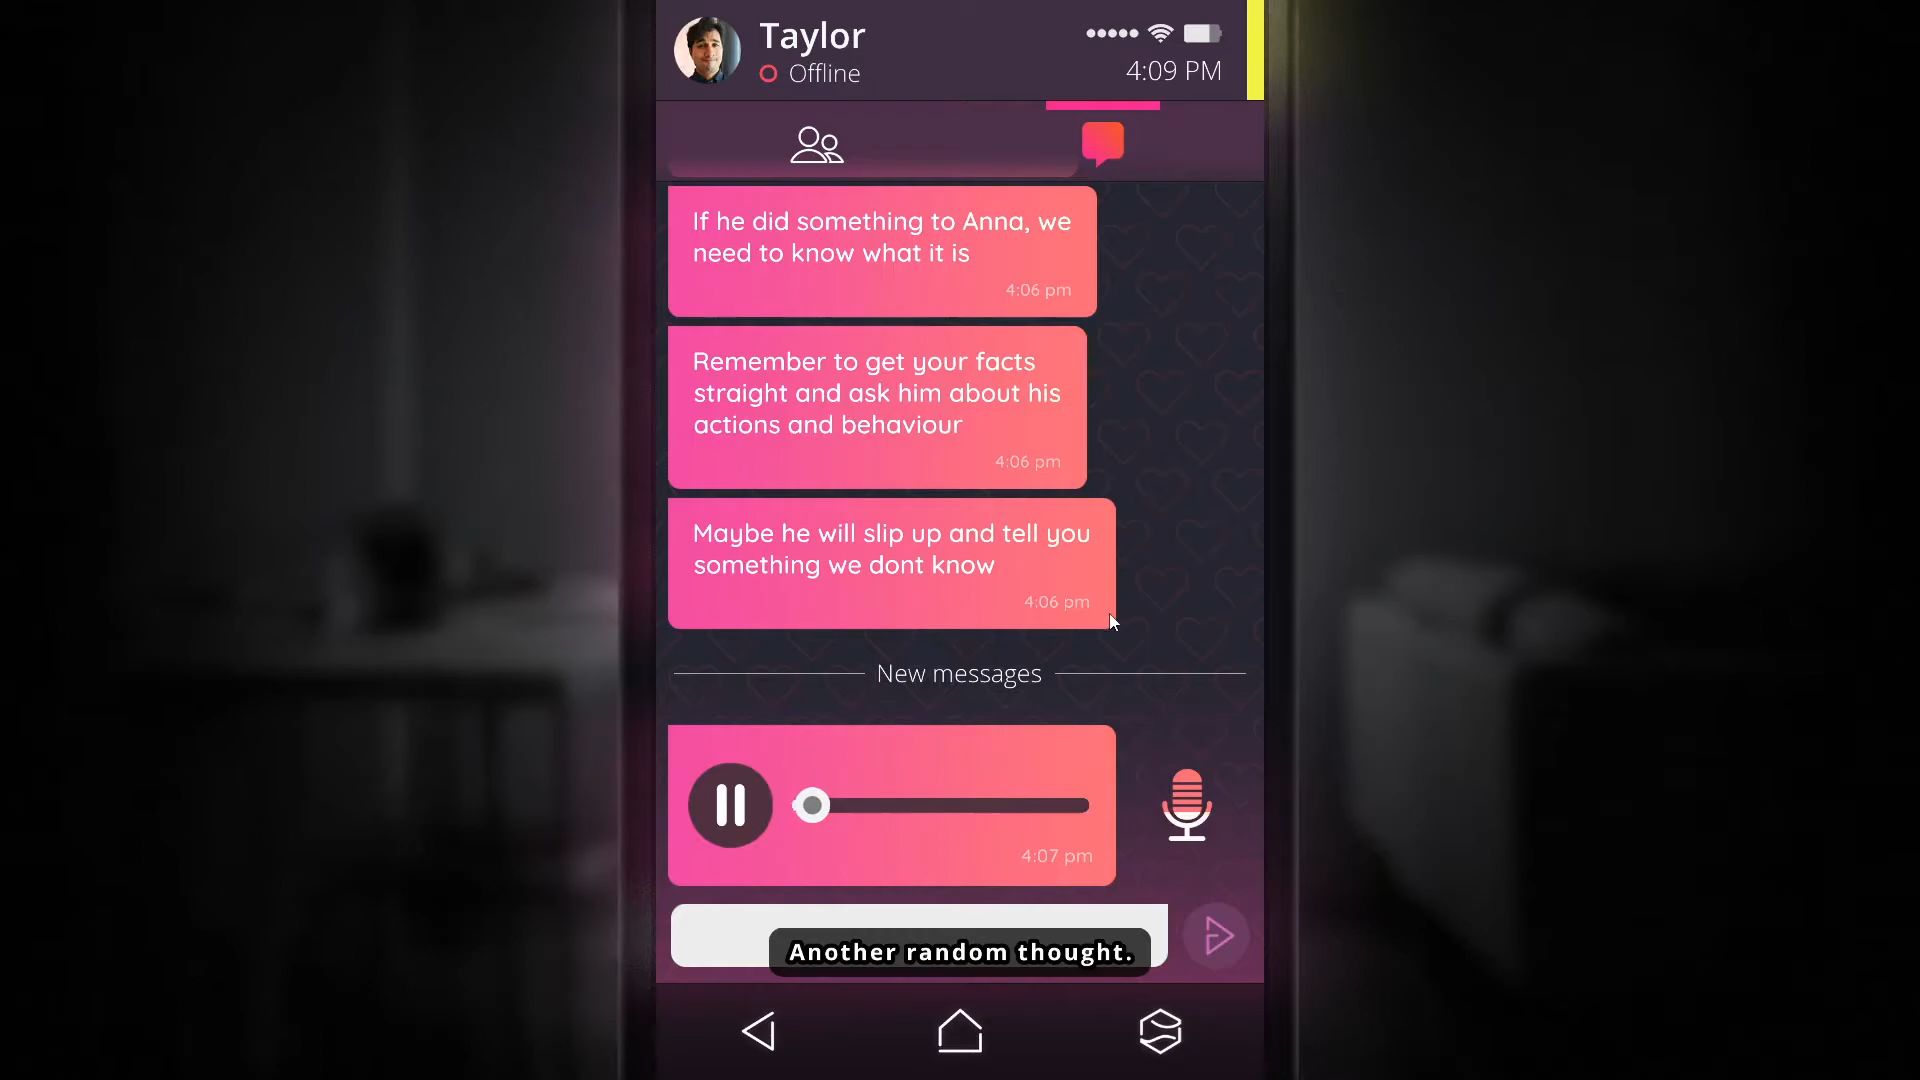 Taylor
Offline
4:09 PM
If he did something to Anna, we
need to know what it is
4:06 pm
Remember to get your facts
straight and ask him about his
actions and behaviour
4:06 pm
Maybe he will slip up and tell you
something we dont know
4:06 pm
New messages
4:07 pm
Another random thought.